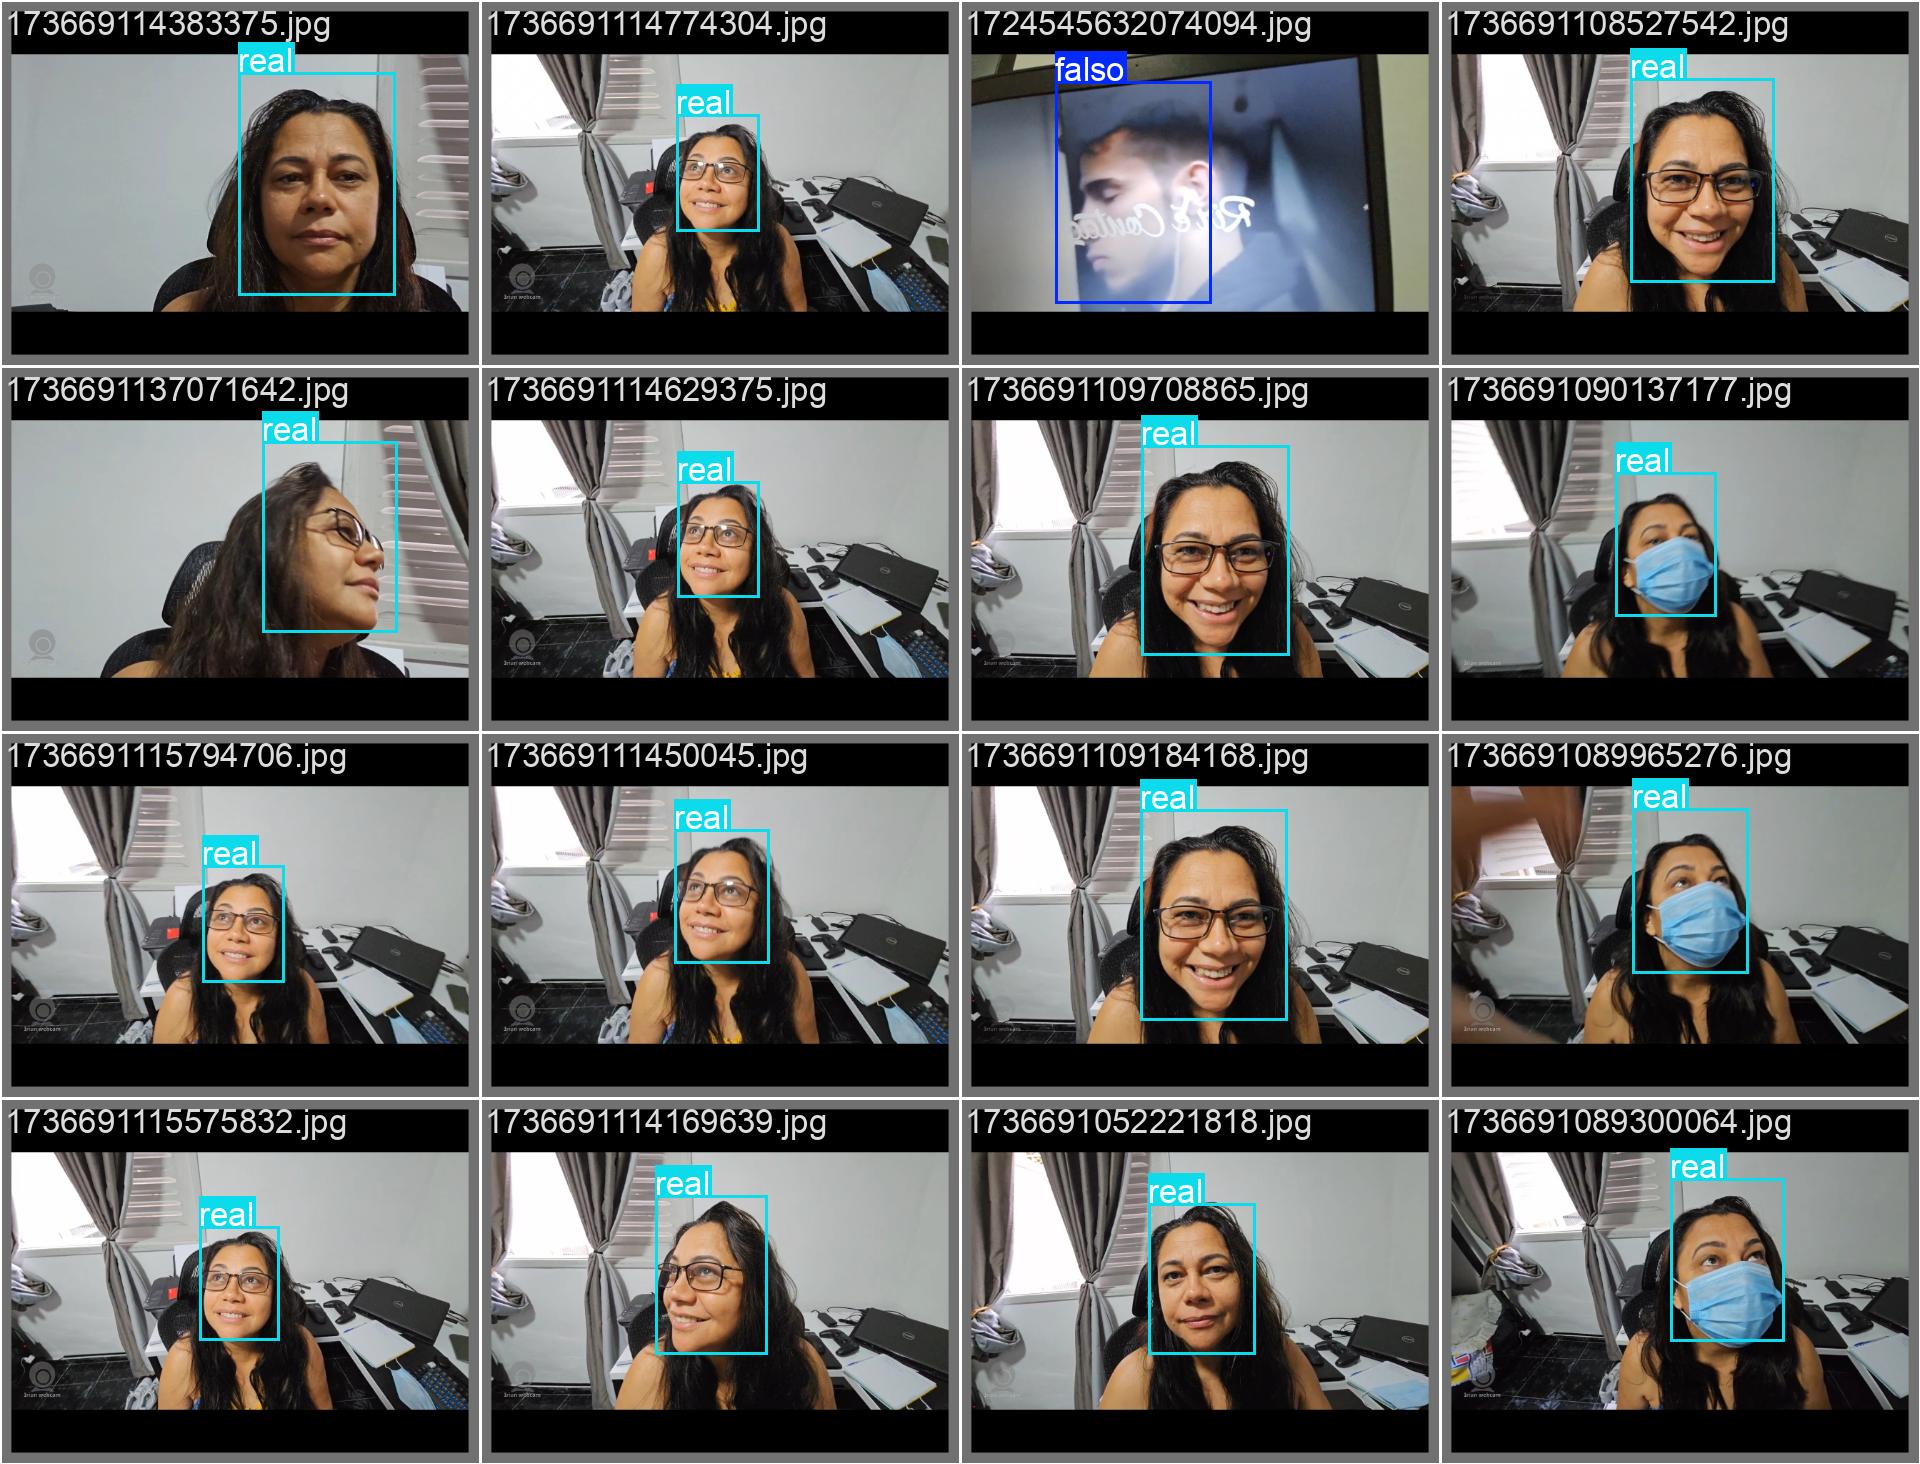 1736691114383375.jpg
1736691114774304.jpg
1724545632074094.jpg
1736691108527542.jpg
real
real
falso
real
1736691137071642.jpg
1736691114629375.jpg
1736691109708865.jpg
1736691090137177.jpg
real
real
real
real
1736691115794706.jpg
173669111450045.jpg
1736691109184168.jpg
1736691089965276.jpg
real
real
real
real
1736691115575832.jpg
1736691114169639.jpg
1736691052221818.jpg
1736691089300064.jpg
real
real
real
real